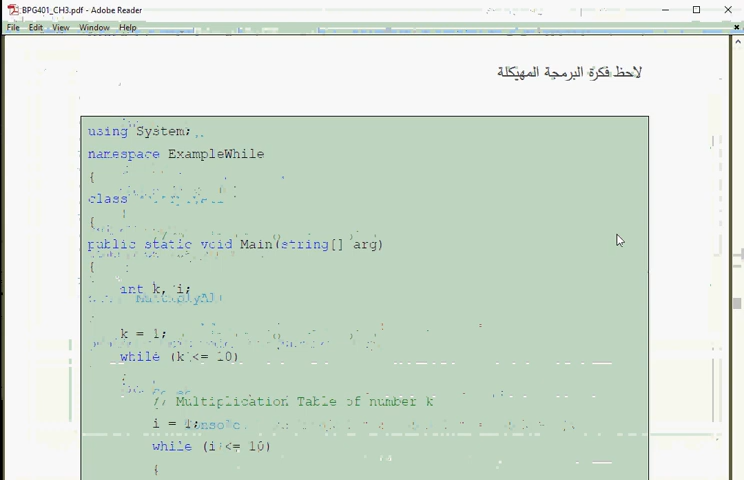 BPG401_CH3.pdf - Adobe Reader
File Edit View Window Help
لاحظ فكرة البرمجة المهيكلة
using System;
namespace ExampleWhile
{
class
{
public static void Main(string[] arg)
{
int k, i;
k = 1;
while (k <= 10)
// Multiplication Table of number k
i = 1;
while (i <= 10)
{